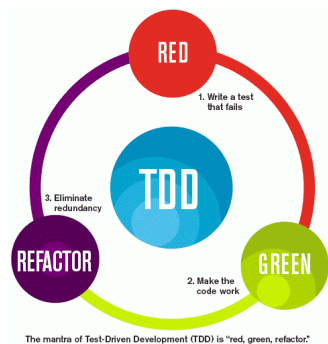 RED
1. Write a test
that fails
TDD
3. Eliminate
redundancy
REFACTOR
GREEN
2. Make the
code work
The mantra of Test-Driven Development (TDD) is “red, green, refactor.”